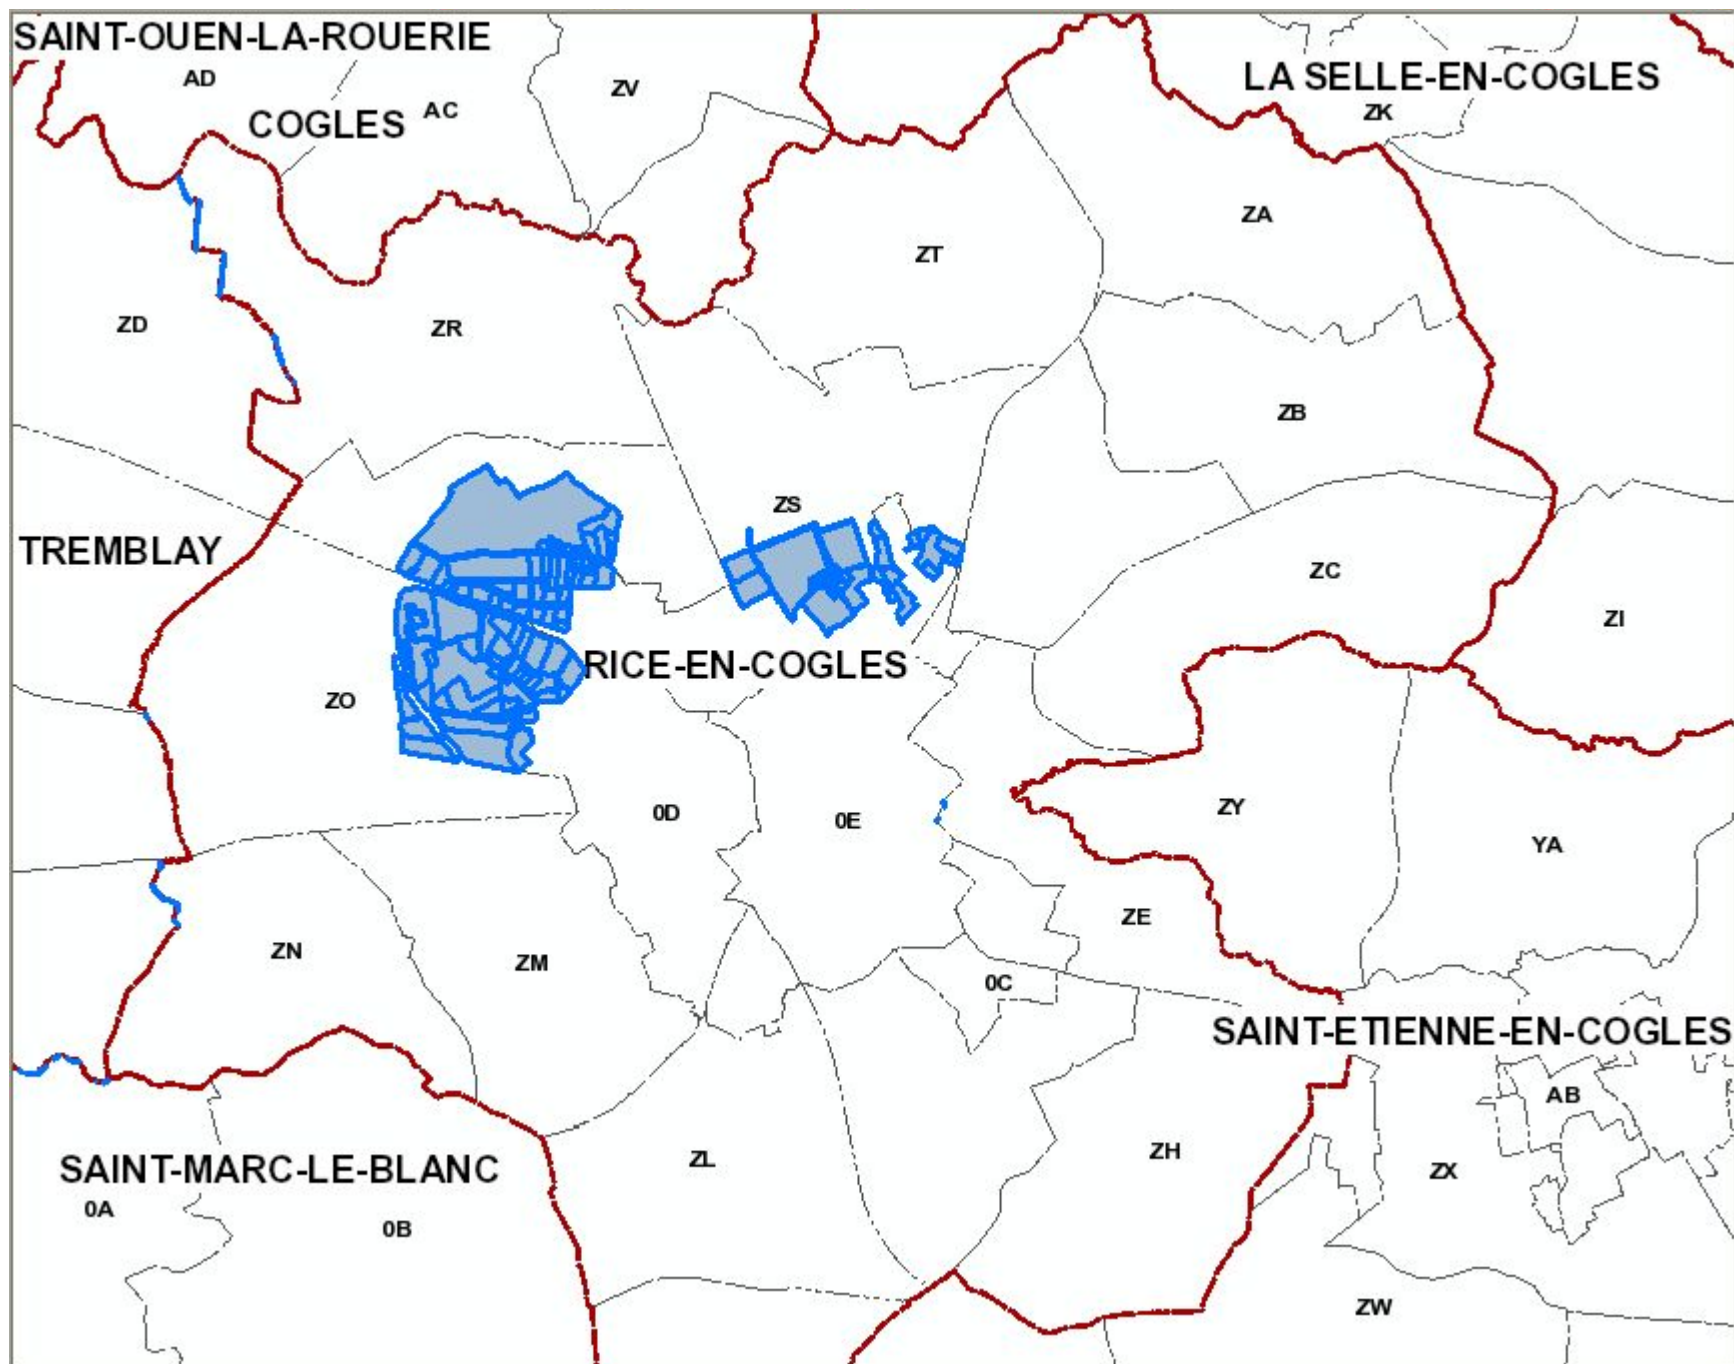 SAINT-OUEN-LA-ROUERIE
AD
ZV
LA SELLE-EN-COGLES
COGLES
AC
ZK
ZA
ZT
ZD
ZR
ZB
ZS
TREMBLAY
ZC
ZI
RICE-EN-COGLES
ZO
0D
0E
ZY
YA
ZE
ZN
ZM
0C
SAINT-ETIENNE-EN-COGLES
AB
ZL
ZH
SAINT-MARC-LE-BLANC
ZX
0A
0B
ZW